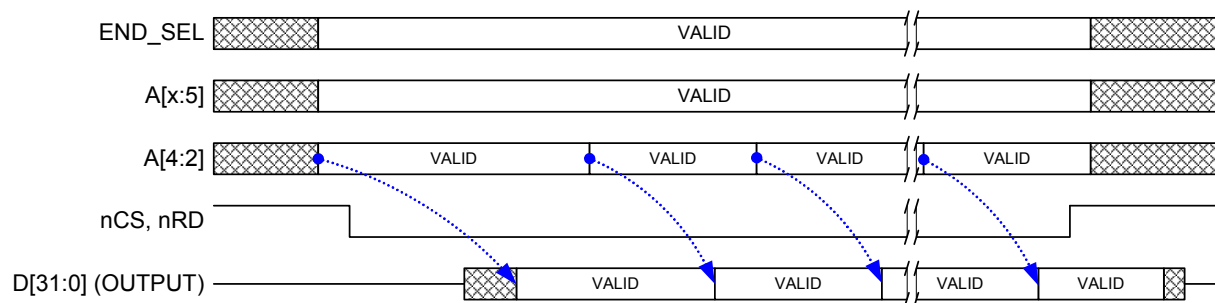 END_SEL VALID
A[x:5] VALID
A[4:2] VALID VALID VALID VALID
nCS, nRD
D[31:0] (OUTPUT) VALID VALID VALID VALID